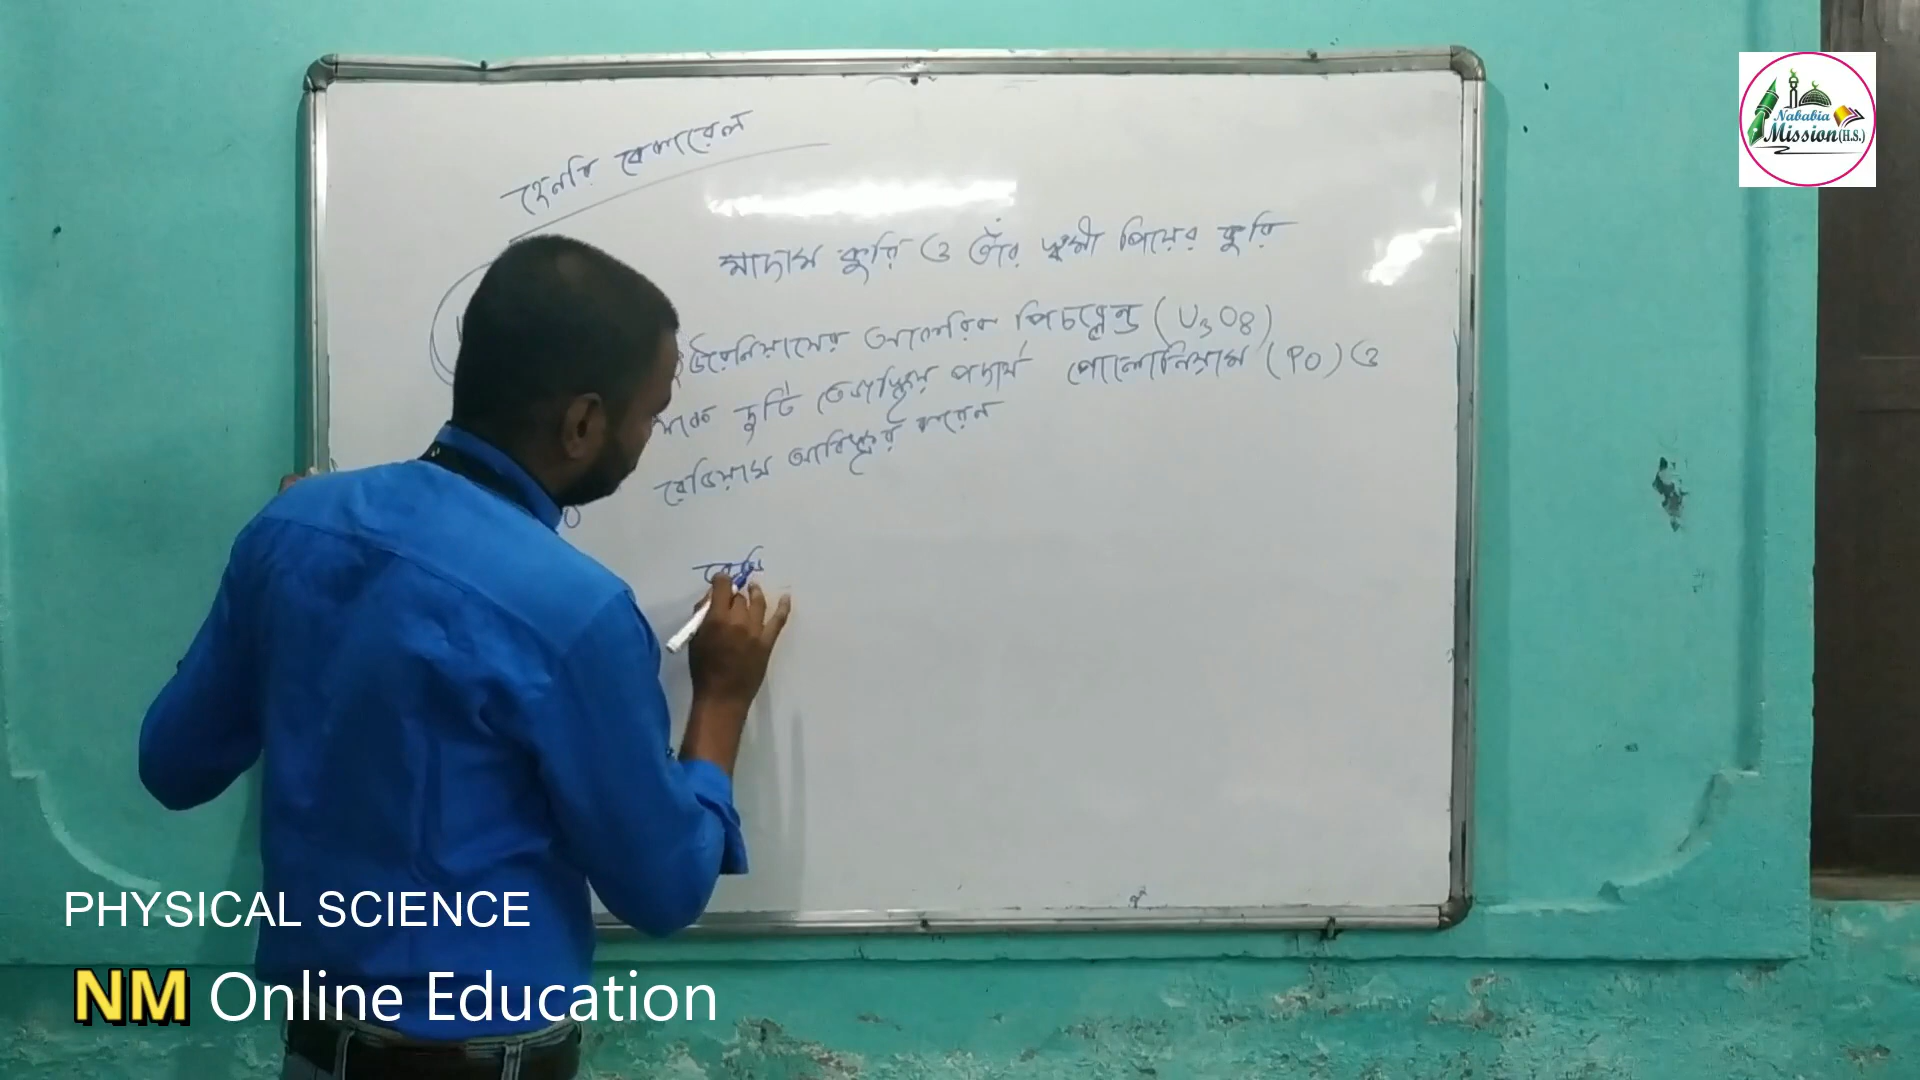 হেনরি বেকারেল
মাদাম কুরি ও তাঁর স্বামী পিয়ের কুরি
ইউরেনিয়ামের আকরিক পিচব্লেন্ড (U3O8)
থেকে দুটি তেজস্ক্রিয় পদার্থ পোলোনিয়াম (PO) ও
রেডিয়াম আবিষ্কার করেন
রেডি
Nababia
Mission(H.S.)
PHYSICAL SCIENCE
NM Online Education